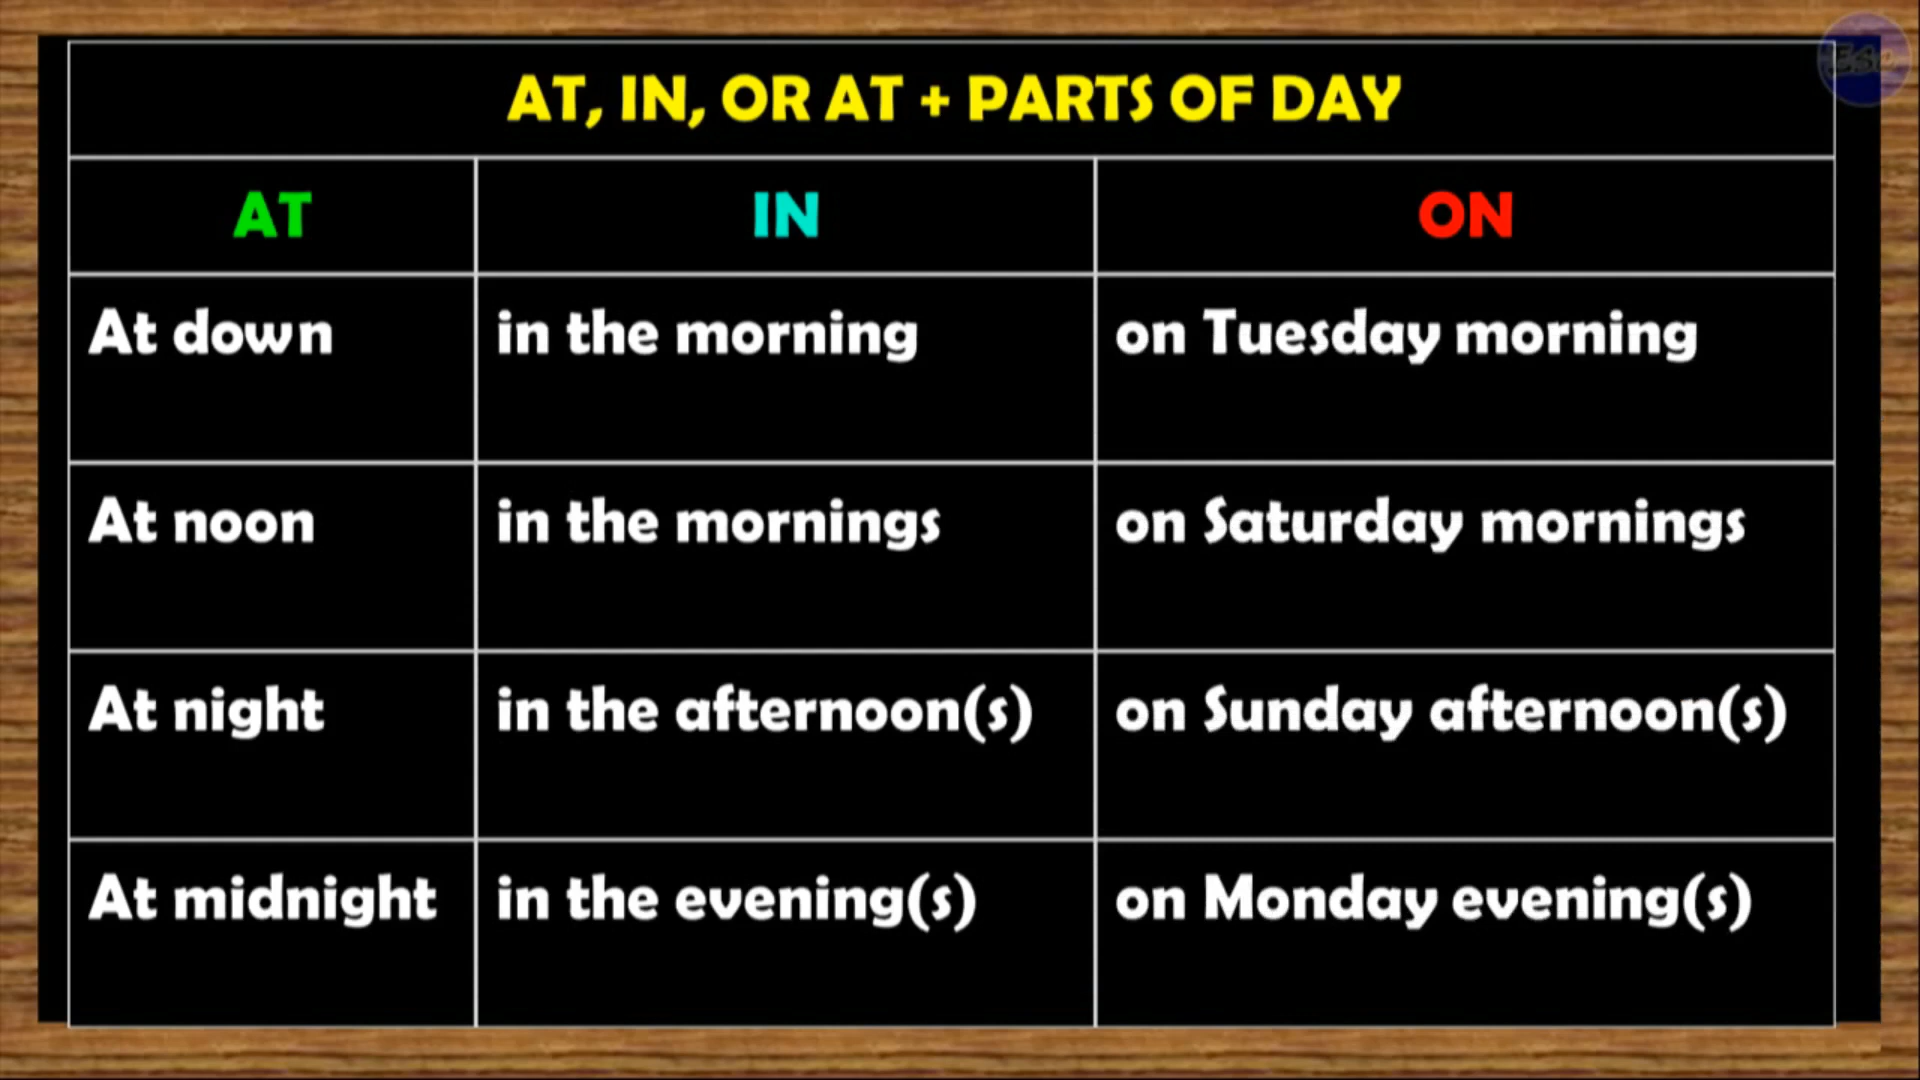 AT, IN, OR AT + PARTS OF DAY
AT
IN
ON
At down
in the morning
on Tuesday morning
At noon
in the mornings
on Saturday mornings
At night
in the afternoon(s)
on Sunday afternoon(s)
At midnight
in the evening(s)
on Monday evening(s)